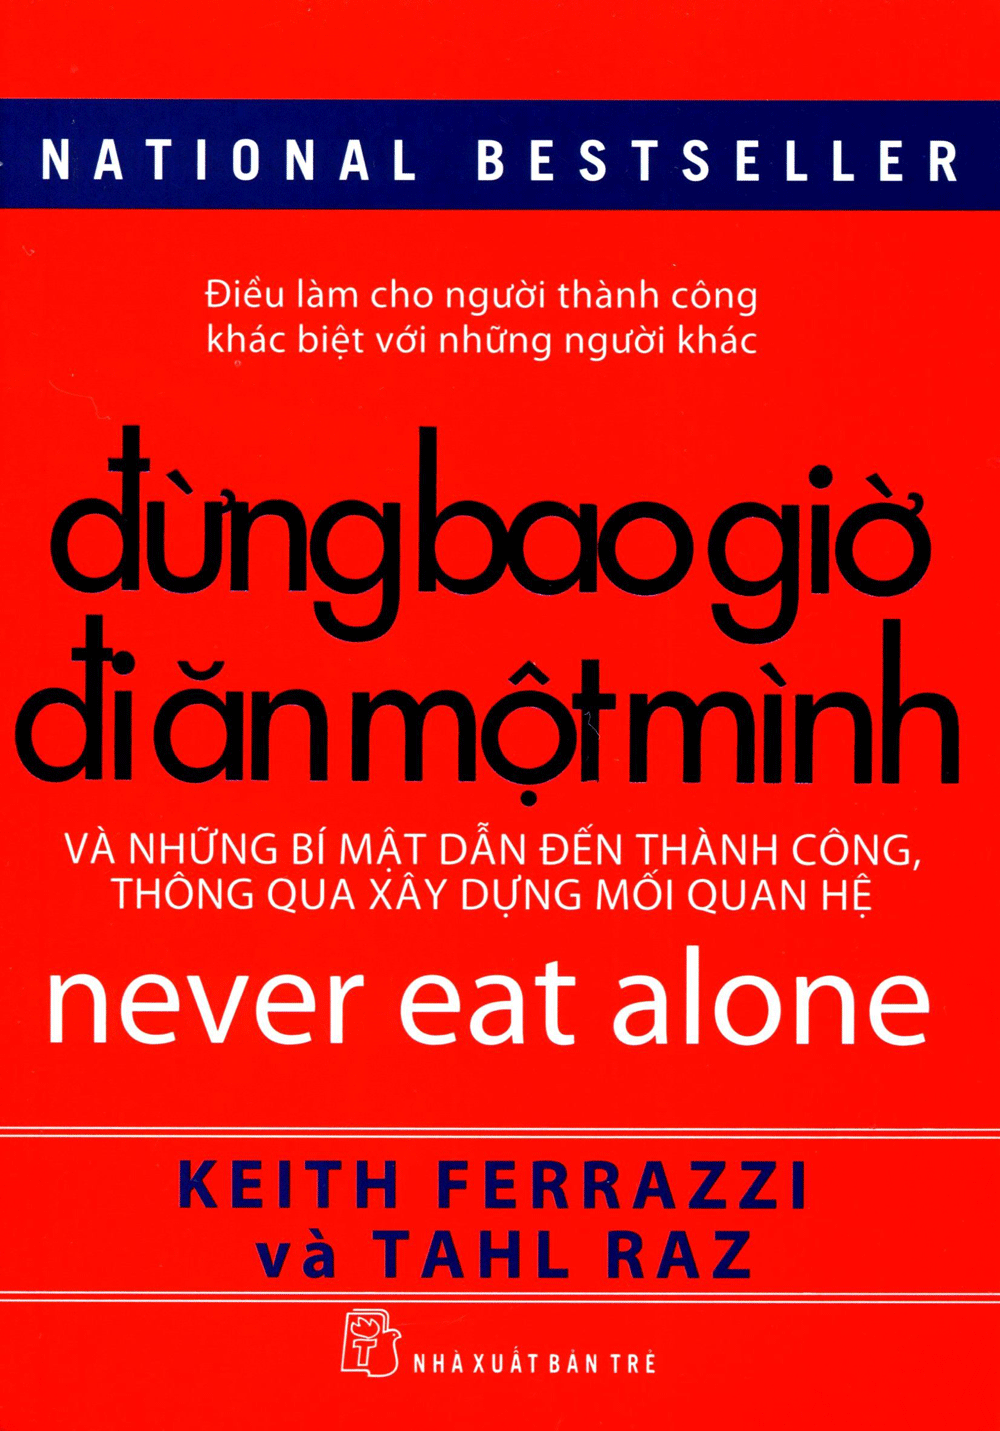 NATIONAL BESTSELLER
Điều làm cho người thành công
khác biệt với những người khác
đừng bao giờ
đi ăn một mình
VÀ NHỮNG BÍ MẬT DẪN ĐẾN THÀNH CÔNG,
THÔNG QUA XÂY DỰNG MỐI QUAN HỆ
never eat alone
KEITH FERRAZZI
và TAHL RAZ
T
NHÀ XUẤT BẢN TRẺ